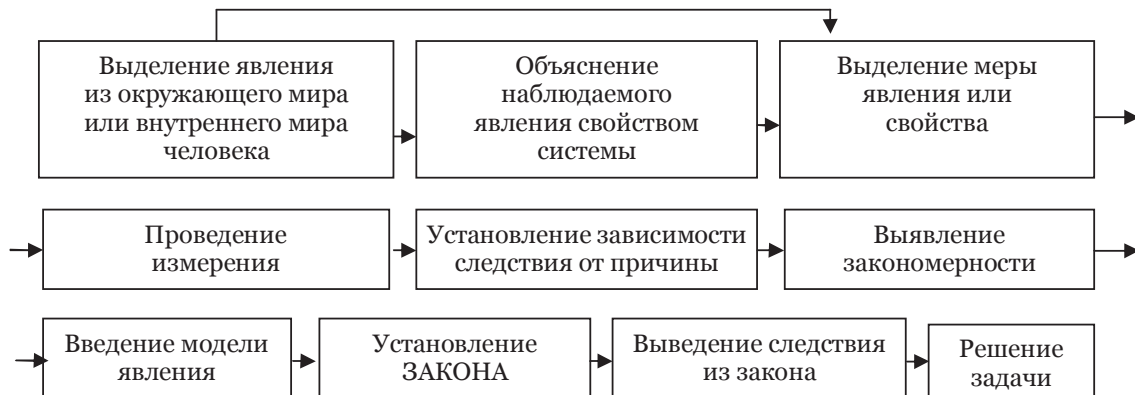 Выделение явления
из окружающего мира
или внутреннего мира
человека
Объяснение
наблюдаемого
явления свойством
системы
Выделение меры
явления или
свойства
Проведение
измерения
Установление зависимости
следствия от причины
Выявление
закономерности
Введение модели
явления
Установление
ЗАКОНА
Выведение следствия
из закона
Решение
задачи